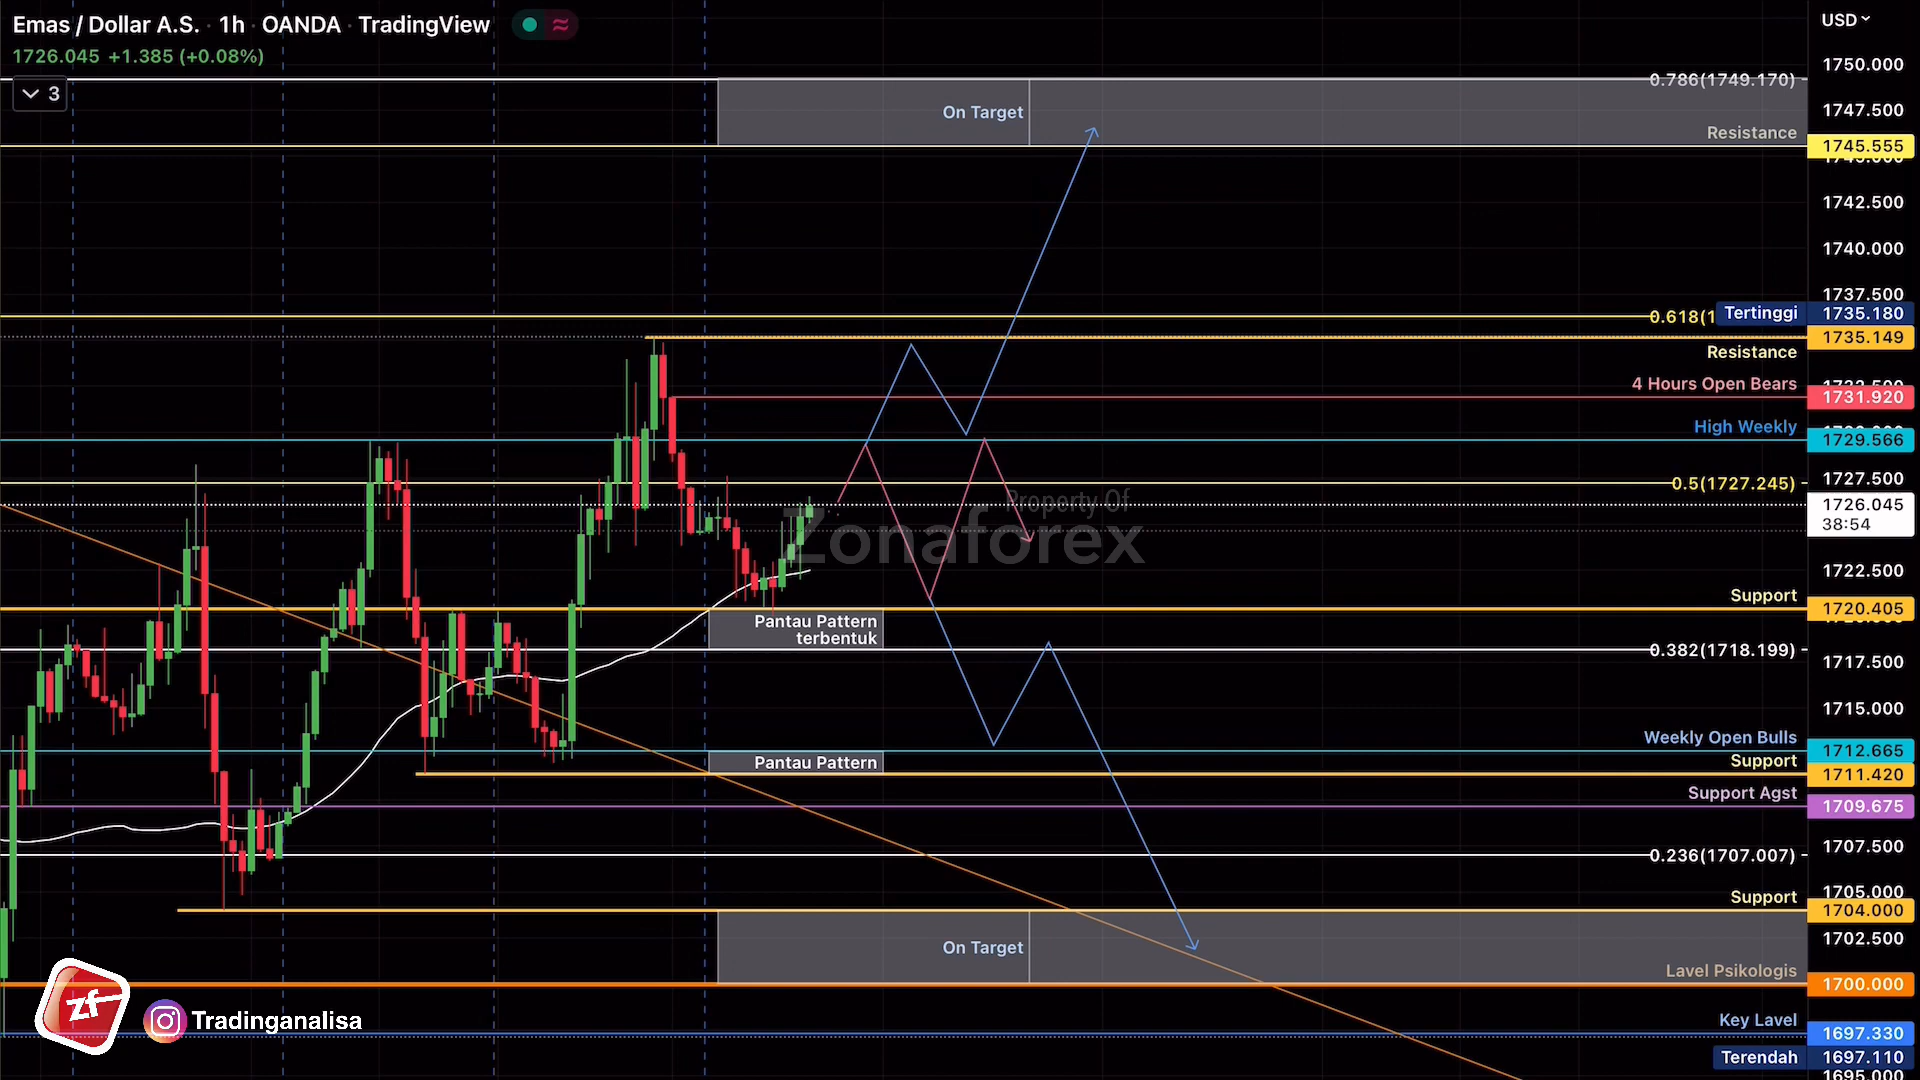 Emas / Dollar A.S. · 1h · OANDA · TradingView
1726.045 +1.385 (+0.08%)
3
USD
1750.000
0.786(1749.170)
On Target
1747.500
Resistance
1745.555
1742.500
1740.000
1737.500
0.618(1
Tertinggi
1735.180
1735.149
Resistance
4 Hours Open Bears
1731.920
High Weekly
1729.566
1727.500
0.5(1727.245)
1726.045
38:54
Property Of
Zonaforex
1722.500
Support
1720.405
Pantau Pattern
terbentuk
0.382(1718.199)
1717.500
1715.000
Weekly Open Bulls
1712.665
Pantau Pattern
Support
1711.420
Support Agst
1709.675
1707.500
0.236(1707.007)
1705.000
Support
1704.000
On Target
1702.500
Lavel Psikologis
1700.000
zf
Tradinganalisa
Key Lavel
1697.330
Terendah
1697.110
1695.000